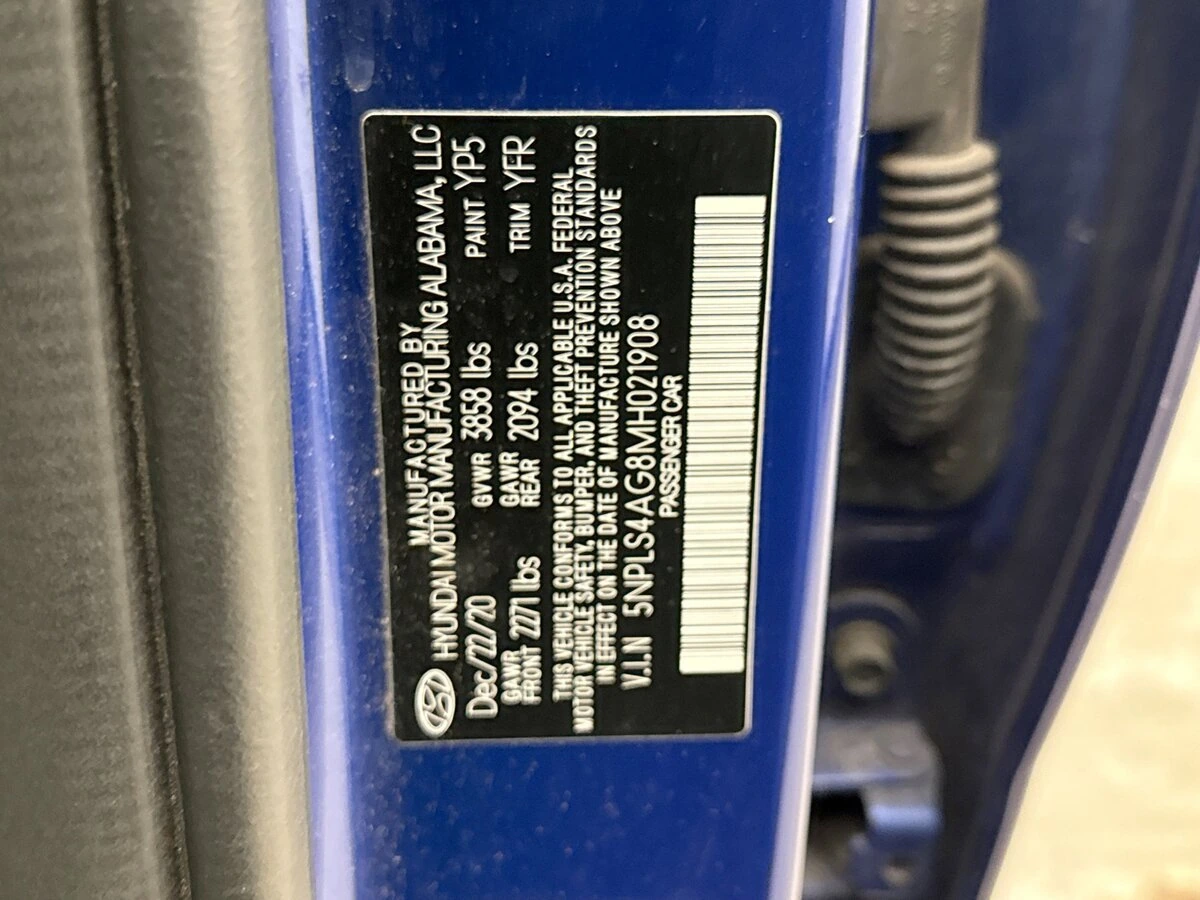 MANUFACTURED BY
HYUNDAI MOTOR MANUFACTURING ALABAMA, LLC
Dec/22/20 GVWR 3858 lbs PAINT YP5
GAWR FRONT 2271 lbs GAWR REAR 2094 lbs TRIM YFR
THIS VEHICLE CONFORMS TO ALL APPLICABLE U.S.A. FEDERAL
MOTOR VEHICLE SAFETY, BUMPER, AND THEFT PREVENTION STANDARDS
IN EFFECT ON THE DATE OF MANUFACTURE SHOWN ABOVE
V.I.N 5NPLS4AG8MH021908
PASSENGER CAR